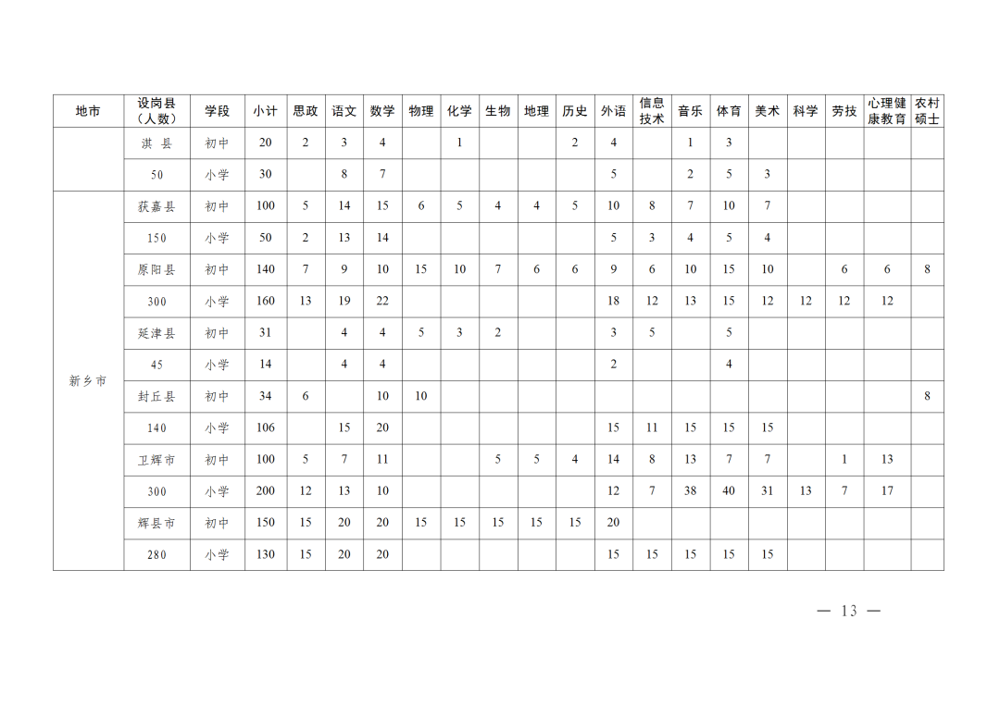 地市 设岗县（人数） 学段 小计 思政 语文 数学 物理 化学 生物 地理 历史 外语 信息技术 音乐 体育 美术 科学 劳技 心理健康教育 农村硕士
淇 县 初中 20 2 3 4 1 2 4 1 3
50 小学 30 8 7 5 2 5 3
新乡市
获嘉县 初中 100 5 14 15 6 5 4 4 5 10 8 7 10 7
150 小学 50 2 13 14 5 3 4 5 4
原阳县 初中 140 7 9 10 15 10 7 6 6 9 6 10 15 10 6 6 8
300 小学 160 13 19 22 18 12 13 15 12 12 12 12
延津县 初中 31 4 4 5 3 2 3 5 5
45 小学 14 4 4 2 4
封丘县 初中 34 6 10 10 8
140 小学 106 15 20 15 11 15 15 15
卫辉市 初中 100 5 7 11 5 5 4 14 8 13 7 7 1 13
300 小学 200 12 13 10 12 7 38 40 31 13 7 17
辉县市 初中 150 15 20 20 15 15 15 15 15 20
280 小学 130 15 20 20 15 15 15 15 15
— 13 —